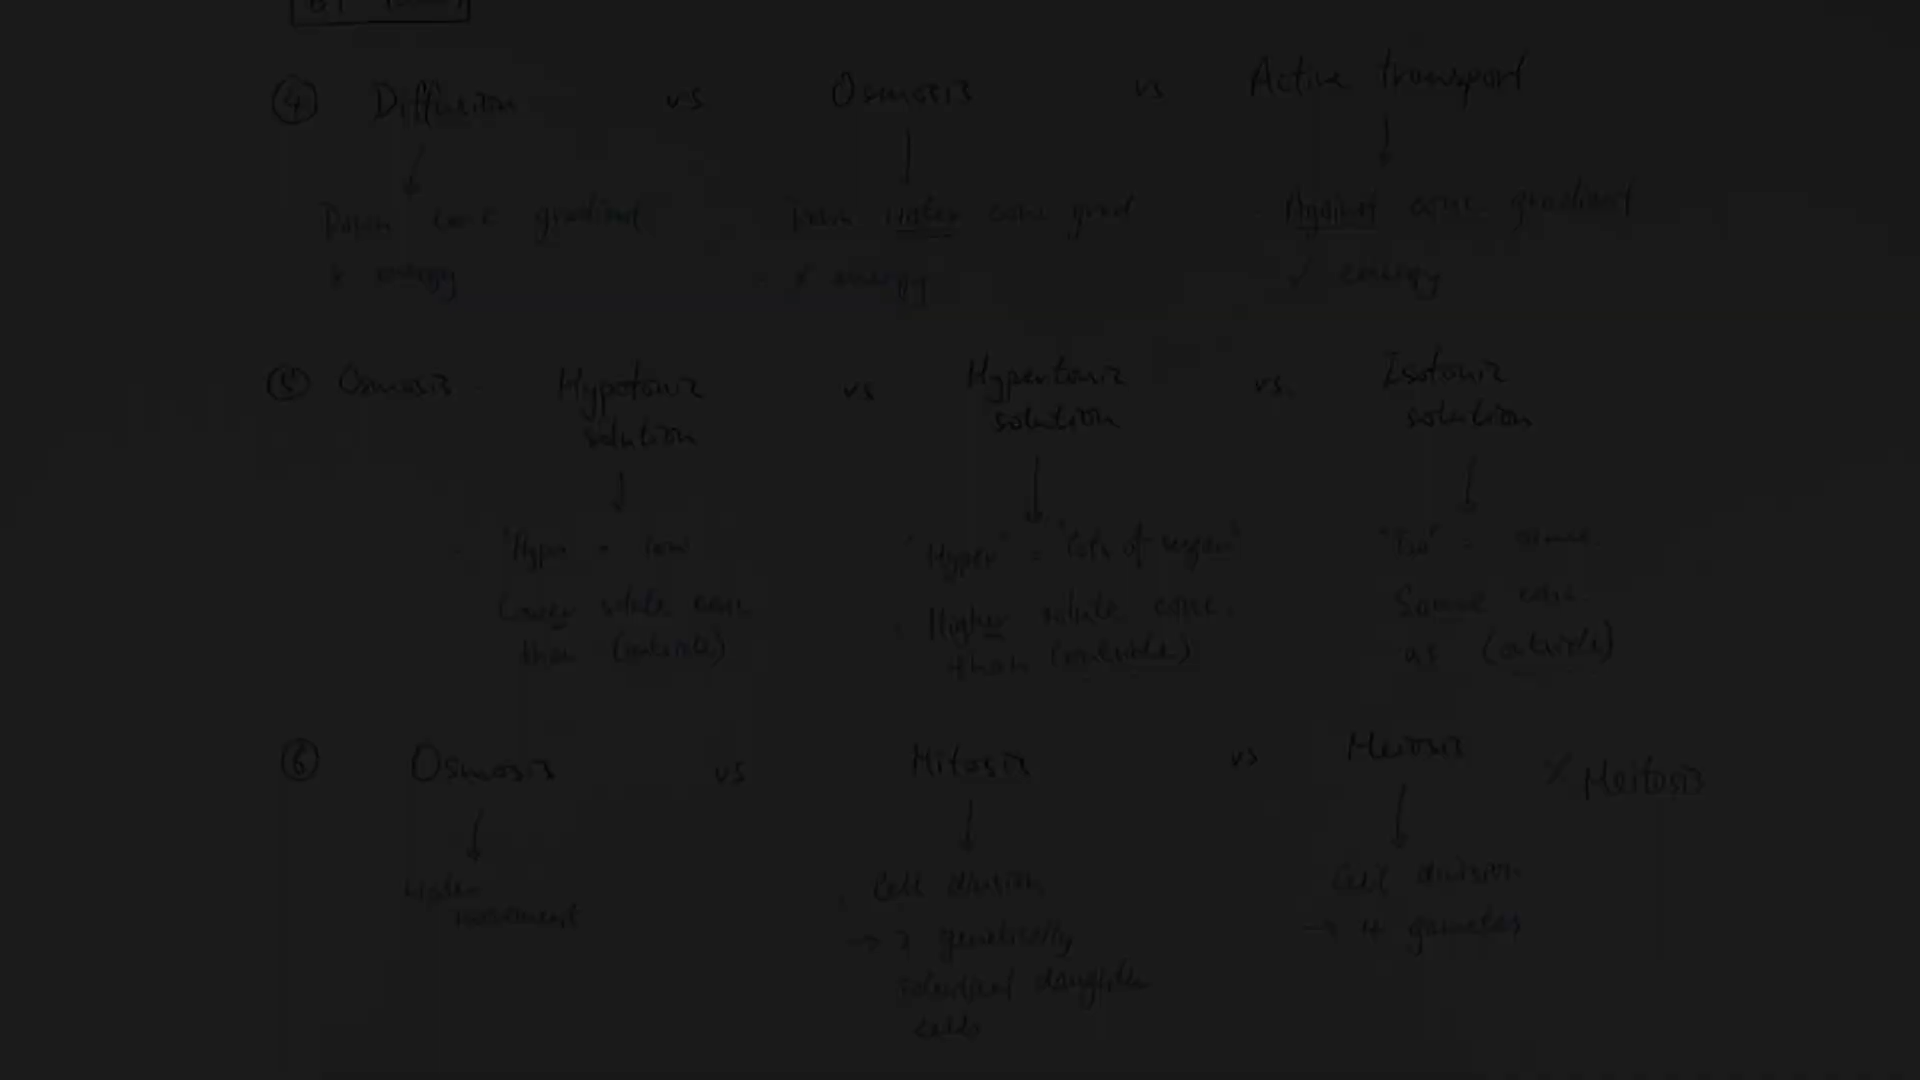 ④ Diffusion vs Osmosis vs Active transport
Down conc gradient
x energy
Down water conc grad
x energy
Against conc. gradient
✓ energy
⑤ Osmosis Hypotonic solution vs Hypertonic solution vs. Isotonic solution
"Hypo" = low
Lower solute conc.
than (outside)
"Hyper" = "lots of sugar"
Higher solute conc.
than (outside)
"Iso" = same
Same conc.
as (outside)
⑥ Osmosis vs Mitosis vs Meiosis x Meitosis
Water
movement
Cell division
→ 2 genetically
identical daughter
cells
Cell division
→ 4 gametes